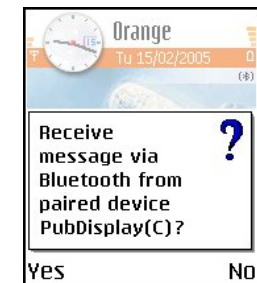 Orange
Tu 15/02/2005
Receive
message via
Bluetooth from
paired device
PubDisplay(C)?
Yes No